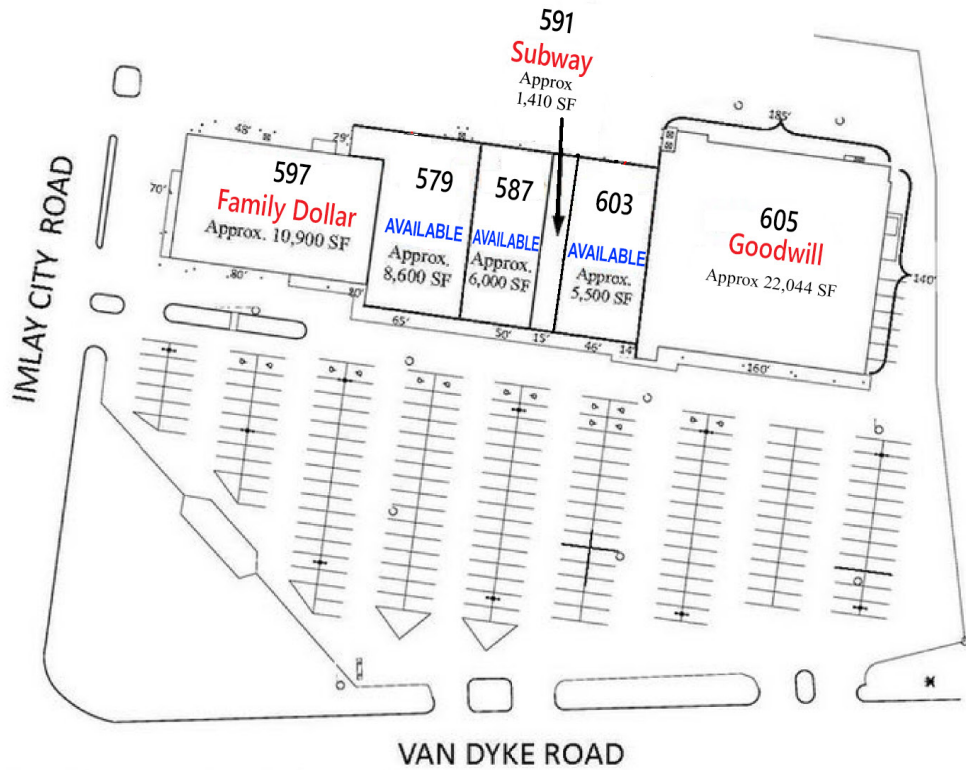 591
Subway
Approx
1,410 SF
185'
48'
29'
70'
597
Family Dollar
Approx. 10,900 SF
80'
20'
579
AVAILABLE
Approx.
8,600 SF
587
AVAILABLE
Approx.
6,000 SF
603
AVAILABLE
Approx.
5,500 SF
605
Goodwill
Approx 22,044 SF
140'
65'
50'
15'
46'
14'
160'
IMLAY CITY ROAD
VAN DYKE ROAD